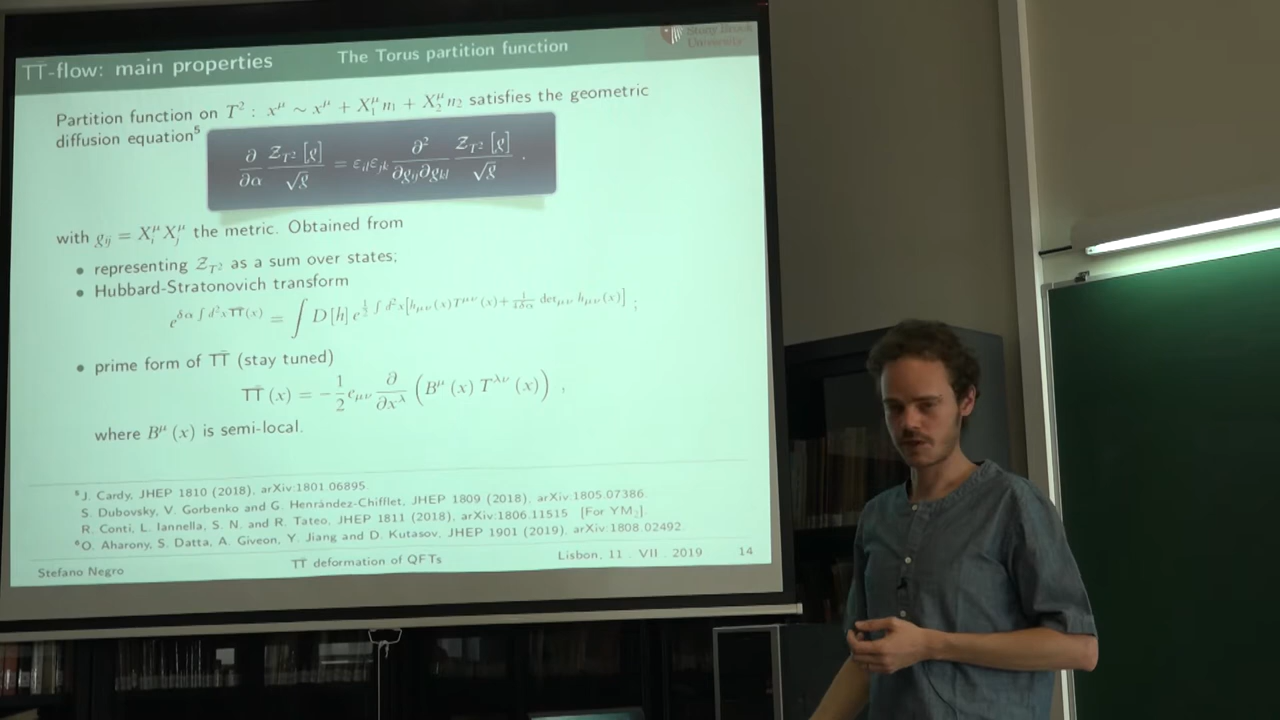 TT̄-flow: main properties The Torus partition function
Stony Brook
University
Partition function on T² : x^μ ∼ x^μ + X₁^μ n₁ + X₂^μ n₂ satisfies the geometric
diffusion equation⁵
∂/∂α Z_{T²}[g]/√g = ε_{il}ε_{jk} ∂²/∂g_{ij}∂g_{kl} Z_{T²}[g]/√g .
with g_{ij} = X_i^μ X_j^μ the metric. Obtained from
• representing Z_{T²} as a sum over states;
• Hubbard-Stratonovich transform
e^{δα ∫ d²x TT̄(x)} = ∫ D[h] e^{½ ∫ d²x[h_{μν}(x)T^{μν}(x)+ 1/(4δα) det_{μν} h_{μν}(x)]} ;
• prime form of TT̄ (stay tuned)
TT̄ (x) = −½ ε_{μν} ∂/∂x^λ (B^μ (x) T^{λν} (x)) ,
where B^μ (x) is semi-local.
⁵J. Cardy, JHEP 1810 (2018), arXiv:1801.06895.
S. Dubovsky, V. Gorbenko and G. Henrández-Chifflet, JHEP 1809 (2018), arXiv:1805.07386.
R. Conti, L. Iannella, S. N. and R. Tateo, JHEP 1811 (2018), arXiv:1806.11515 [For YM₂].
⁶O. Aharony, S. Datta, A. Giveon, Y. Jiang and D. Kutasov, JHEP 1901 (2019), arXiv:1808.02492.
Stefano Negro TT̄ deformation of QFTs Lisbon, 11 . VII . 2019 14